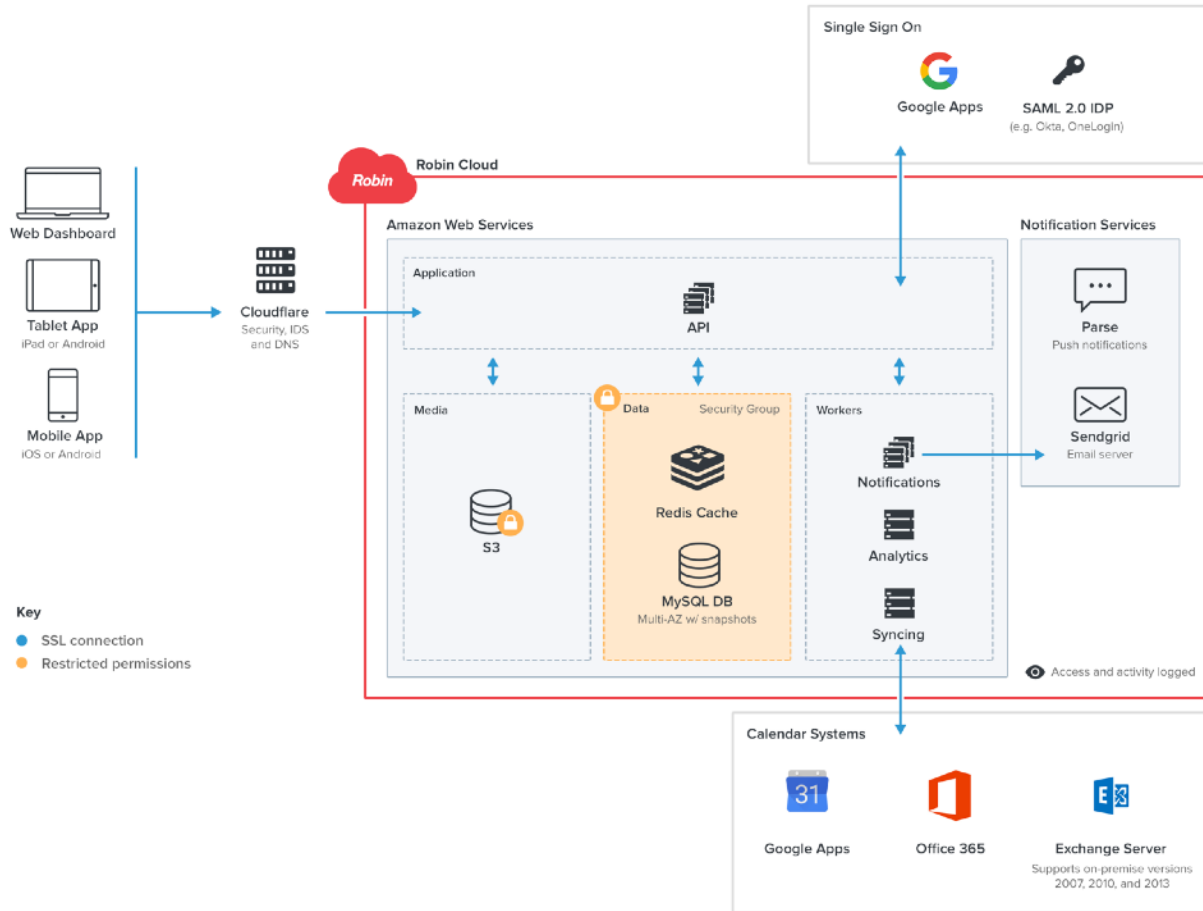 Single Sign On
Google Apps
SAML 2.0 IDP
(e.g. Okta, OneLogin)
Robin
Robin Cloud
Web Dashboard
Tablet App
iPad or Android
Mobile App
iOS or Android
Cloudflare
Security, IDS
and DNS
Amazon Web Services
Application
API
Media
S3
Data
Security Group
Redis Cache
MySQL DB
Multi-AZ w/ snapshots
Workers
Notifications
Analytics
Syncing
Notification Services
Parse
Push notifications
Sendgrid
Email server
Key
SSL connection
Restricted permissions
Access and activity logged
Calendar Systems
31
Google Apps
Office 365
E
Exchange Server
Supports on-premise versions
2007, 2010, and 2013